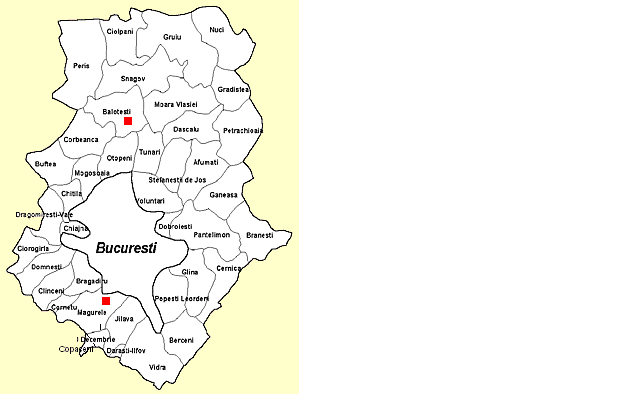 Nuci
Ciolpani
Gruiu
Peris
Snagov
Gradistea
Moara Vlasiei
Balotesti
Dascalu
Petrachioaia
Corbeanca
Tunari
Otopeni
Afumati
Buftea
Mogosoaia
Stefanesti de Jos
Chitila
Ganeasa
Voluntari
Dragomiresti-Vale
Chiajna
Dobroiesti
Pantelimon
Branesti
Bucuresti
Ciorogirla
Domnesti
Cernica
Glina
Bragadiru
Clinceni
Popesti Leordeni
Cornetu
Magurele
Jilava
1 Decembrie
Berceni
Copaceni
Darasti-Ilfov
Vidra